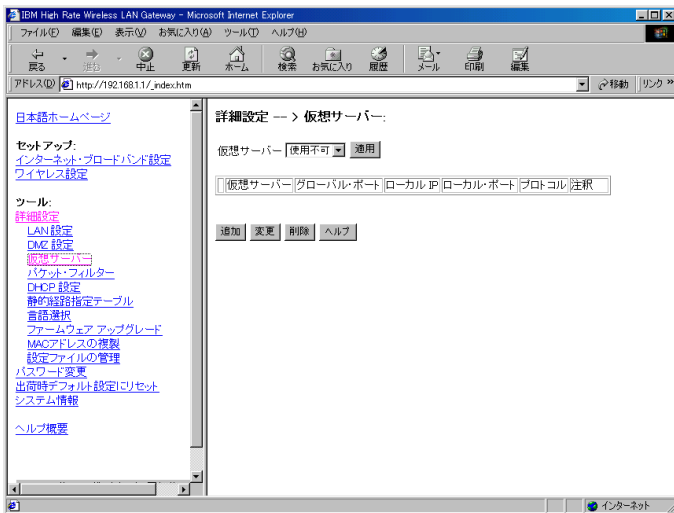 IBM High Rate Wireless LAN Gateway - Microsoft Internet Explorer
ファイル(F) 編集(E) 表示(V) お気に入り(A) ツール(T) ヘルプ(H)
戻る 進む 中止 更新 ホーム 検索 お気に入り 履歴 メール 印刷 編集
アドレス(D) http://192.168.1.1/_index.htm 移動 リンク »
日本語ホームページ
セットアップ:
インターネット・ブロードバンド設定
ワイヤレス設定
ツール:
詳細設定
LAN 設定
DMZ 設定
仮想サーバー
パケット・フィルター
DHCP 設定
静的経路指定テーブル
言語選択
ファームウェア アップグレード
MACアドレスの複製
設定ファイルの管理
パスワード変更
出荷時デフォルト設定にリセット
システム情報
ヘルプ概要
詳細設定 --> 仮想サーバー:
仮想サーバー 使用不可 適用
仮想サーバー グローバル・ポート ローカル IP ローカル・ポート プロトコル 注釈
追加 変更 削除 ヘルプ
インターネット